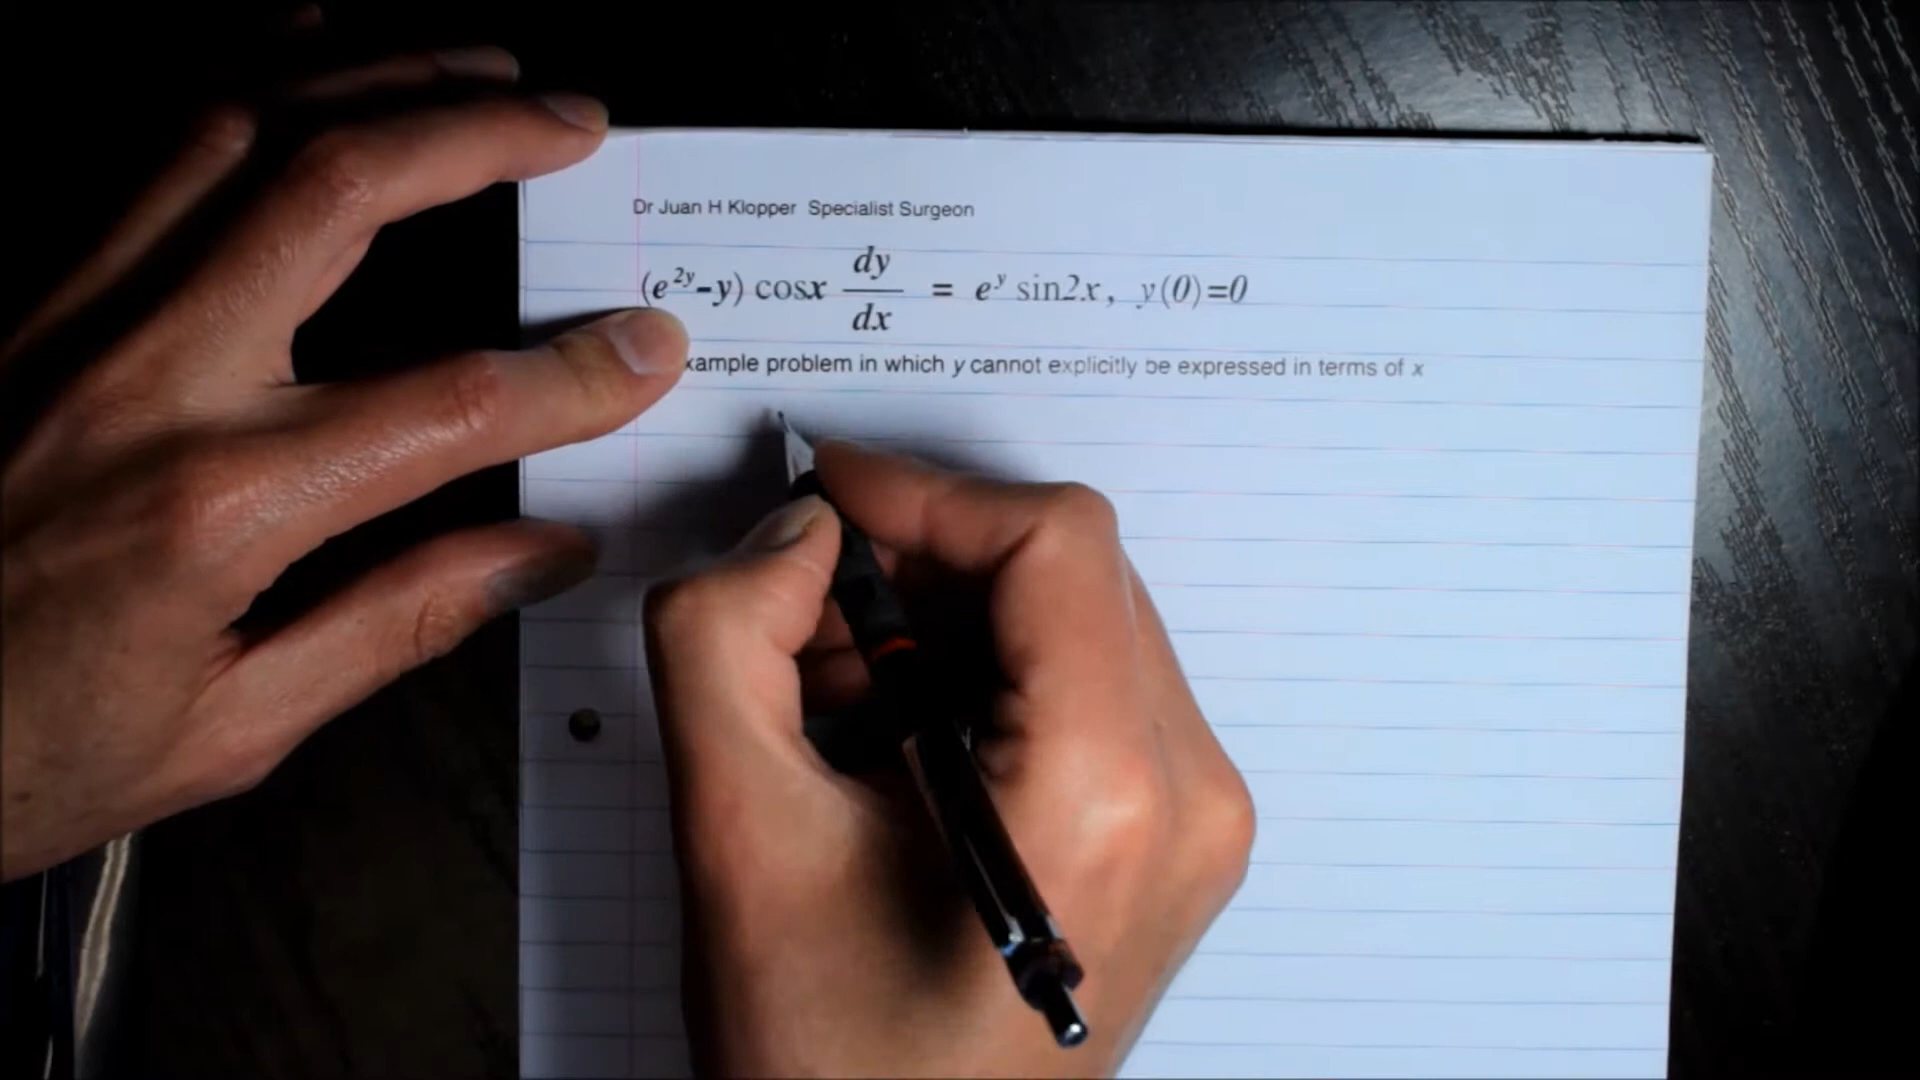 Dr Juan H Klopper Specialist Surgeon
(e^{2y}-y) cosx dy/dx = e^y sin2x, y(0)=0
problem in which y cannot explicitly be expressed in terms of x